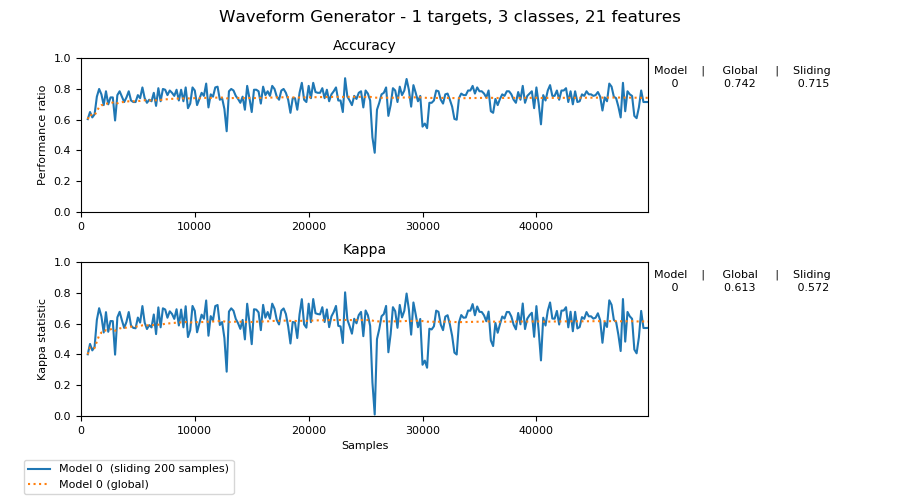 Waveform Generator - 1 targets, 3 classes, 21 features
Accuracy
Performance ratio
1.0
0.8
0.6
0.4
0.2
0.0
0 10000 20000 30000 40000
Model | Global | Sliding
0 0.742 0.715
Kappa
Kappa statistic
1.0
0.8
0.6
0.4
0.2
0.0
0 10000 20000 30000 40000
Samples
Model | Global | Sliding
0 0.613 0.572
Model 0 (sliding 200 samples)
Model 0 (global)